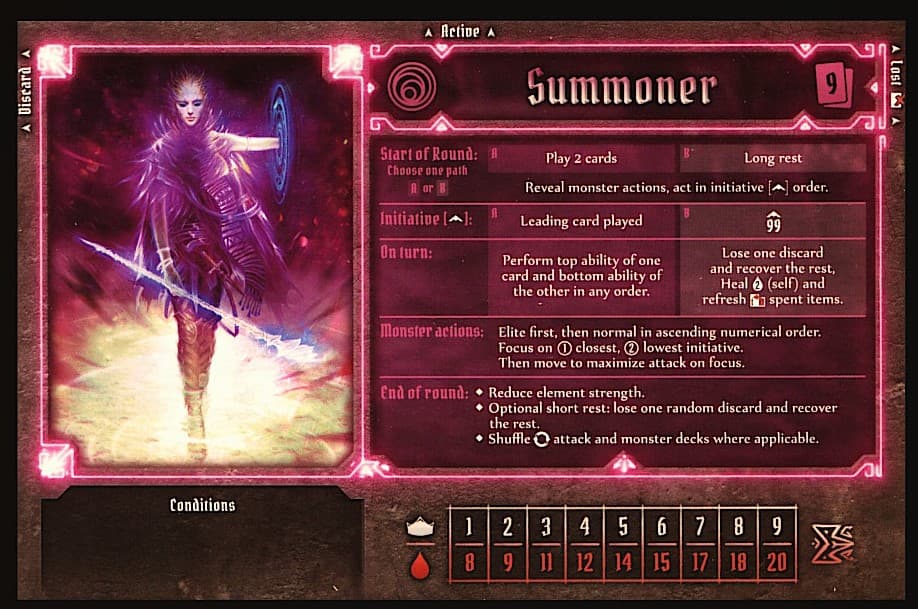 Active
Discard
Lost
Summoner
9
Start of Round:
Choose one path
A or B
A Play 2 cards
B Long rest
Reveal monster actions, act in initiative [ ] order.
Initiative [ ]:
A Leading card played
B 99
On turn:
Perform top ability of one
card and bottom ability of
the other in any order.
Lose one discard
and recover the rest,
Heal 2 (self) and
refresh spent items.
Monster actions:
Elite first, then normal in ascending numerical order.
Focus on ① closest, ② lowest initiative.
Then move to maximize attack on focus.
End of round:
◆ Reduce element strength.
◆ Optional short rest: lose one random discard and recover
the rest.
◆ Shuffle attack and monster decks where applicable.
Conditions
1 2 3 4 5 6 7 8 9
8 9 11 12 14 15 17 18 20